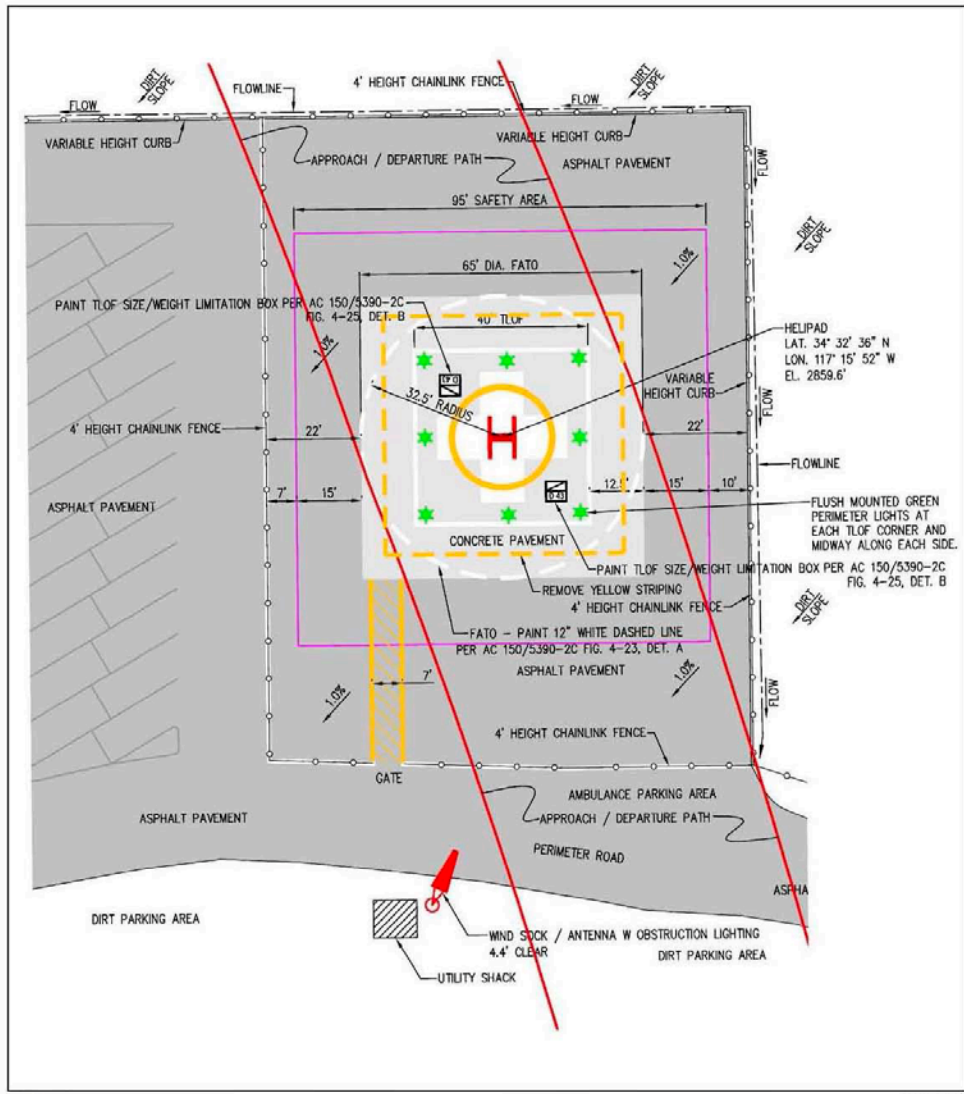 DIRT
SLOPE
DIRT
SLOPE
FLOWLINE
4' HEIGHT CHAINLINK FENCE
FLOW
FLOW
VARIABLE HEIGHT CURB
VARIABLE HEIGHT CURB
APPROACH / DEPARTURE PATH
ASPHALT PAVEMENT
FLOW
95' SAFETY AREA
DIRT
SLOPE
1.0%
65' DIA. FATO
PAINT TLOF SIZE/WEIGHT LIMITATION BOX PER AC 150/5390-2C
FIG. 4-25, DET. B
40' TLOF
1.0%
HELIPAD
LAT. 34° 32' 36" N
LON. 117° 15' 52" W
EL. 2859.6'
D 43
32.5' RADIUS
H
VARIABLE
HEIGHT CURB
FLOW
4' HEIGHT CHAINLINK FENCE
22'
22'
FLOWLINE
7'
15'
12.5'
15'
10'
ASPHALT PAVEMENT
D 43
FLUSH MOUNTED GREEN
PERIMETER LIGHTS AT
EACH TLOF CORNER AND
MIDWAY ALONG EACH SIDE.
CONCRETE PAVEMENT
PAINT TLOF SIZE/WEIGHT LIMITATION BOX PER AC 150/5390-2C
FIG. 4-25, DET. B
REMOVE YELLOW STRIPING
4' HEIGHT CHAINLINK FENCE
DIRT
SLOPE
FATO - PAINT 12" WHITE DASHED LINE
PER AC 150/5390-2C FIG. 4-23, DET. A
ASPHALT PAVEMENT
7'
1.0%
1.0%
FLOW
4' HEIGHT CHAINLINK FENCE
GATE
AMBULANCE PARKING AREA
ASPHALT PAVEMENT
APPROACH / DEPARTURE PATH
PERIMETER ROAD
ASPHA
DIRT PARKING AREA
WIND SOCK / ANTENNA W OBSTRUCTION LIGHTING
4.4' CLEAR
DIRT PARKING AREA
UTILITY SHACK